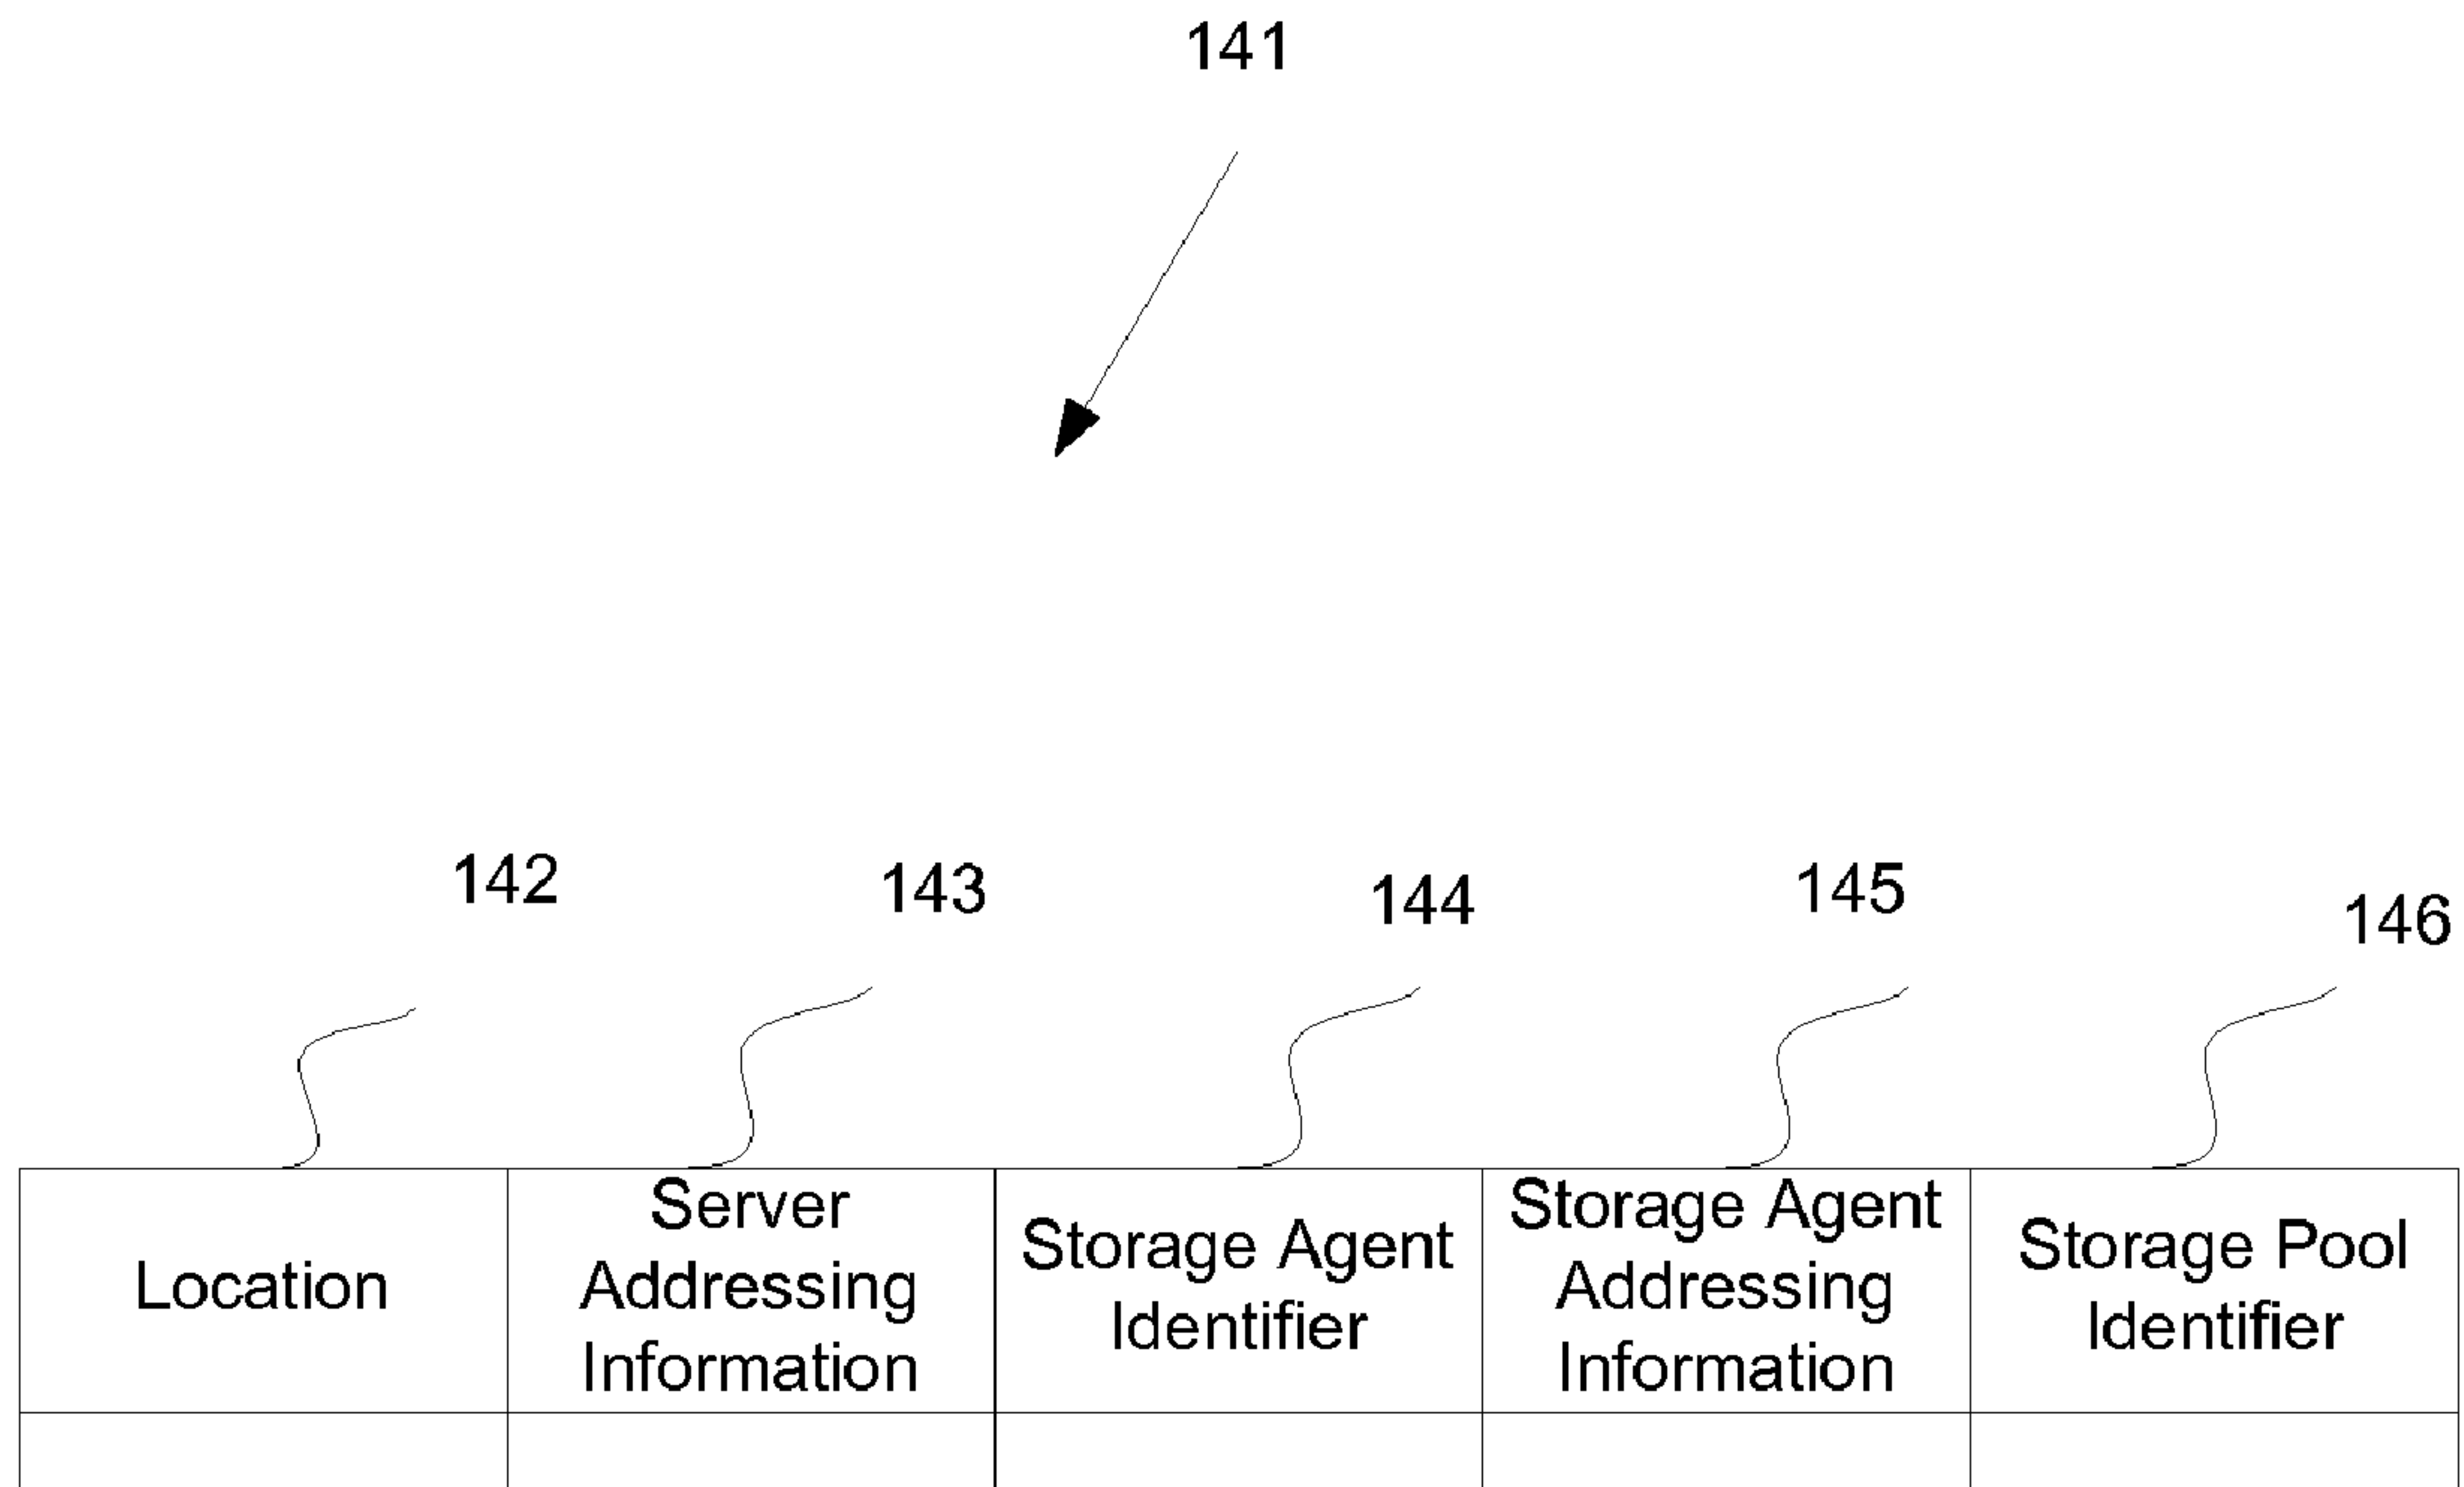 141
142
143
144
145
146
Location
Server
Addressing
Information
Storage Agent
Identifier
Storage Agent
Addressing
Information
Storage Pool
Identifier